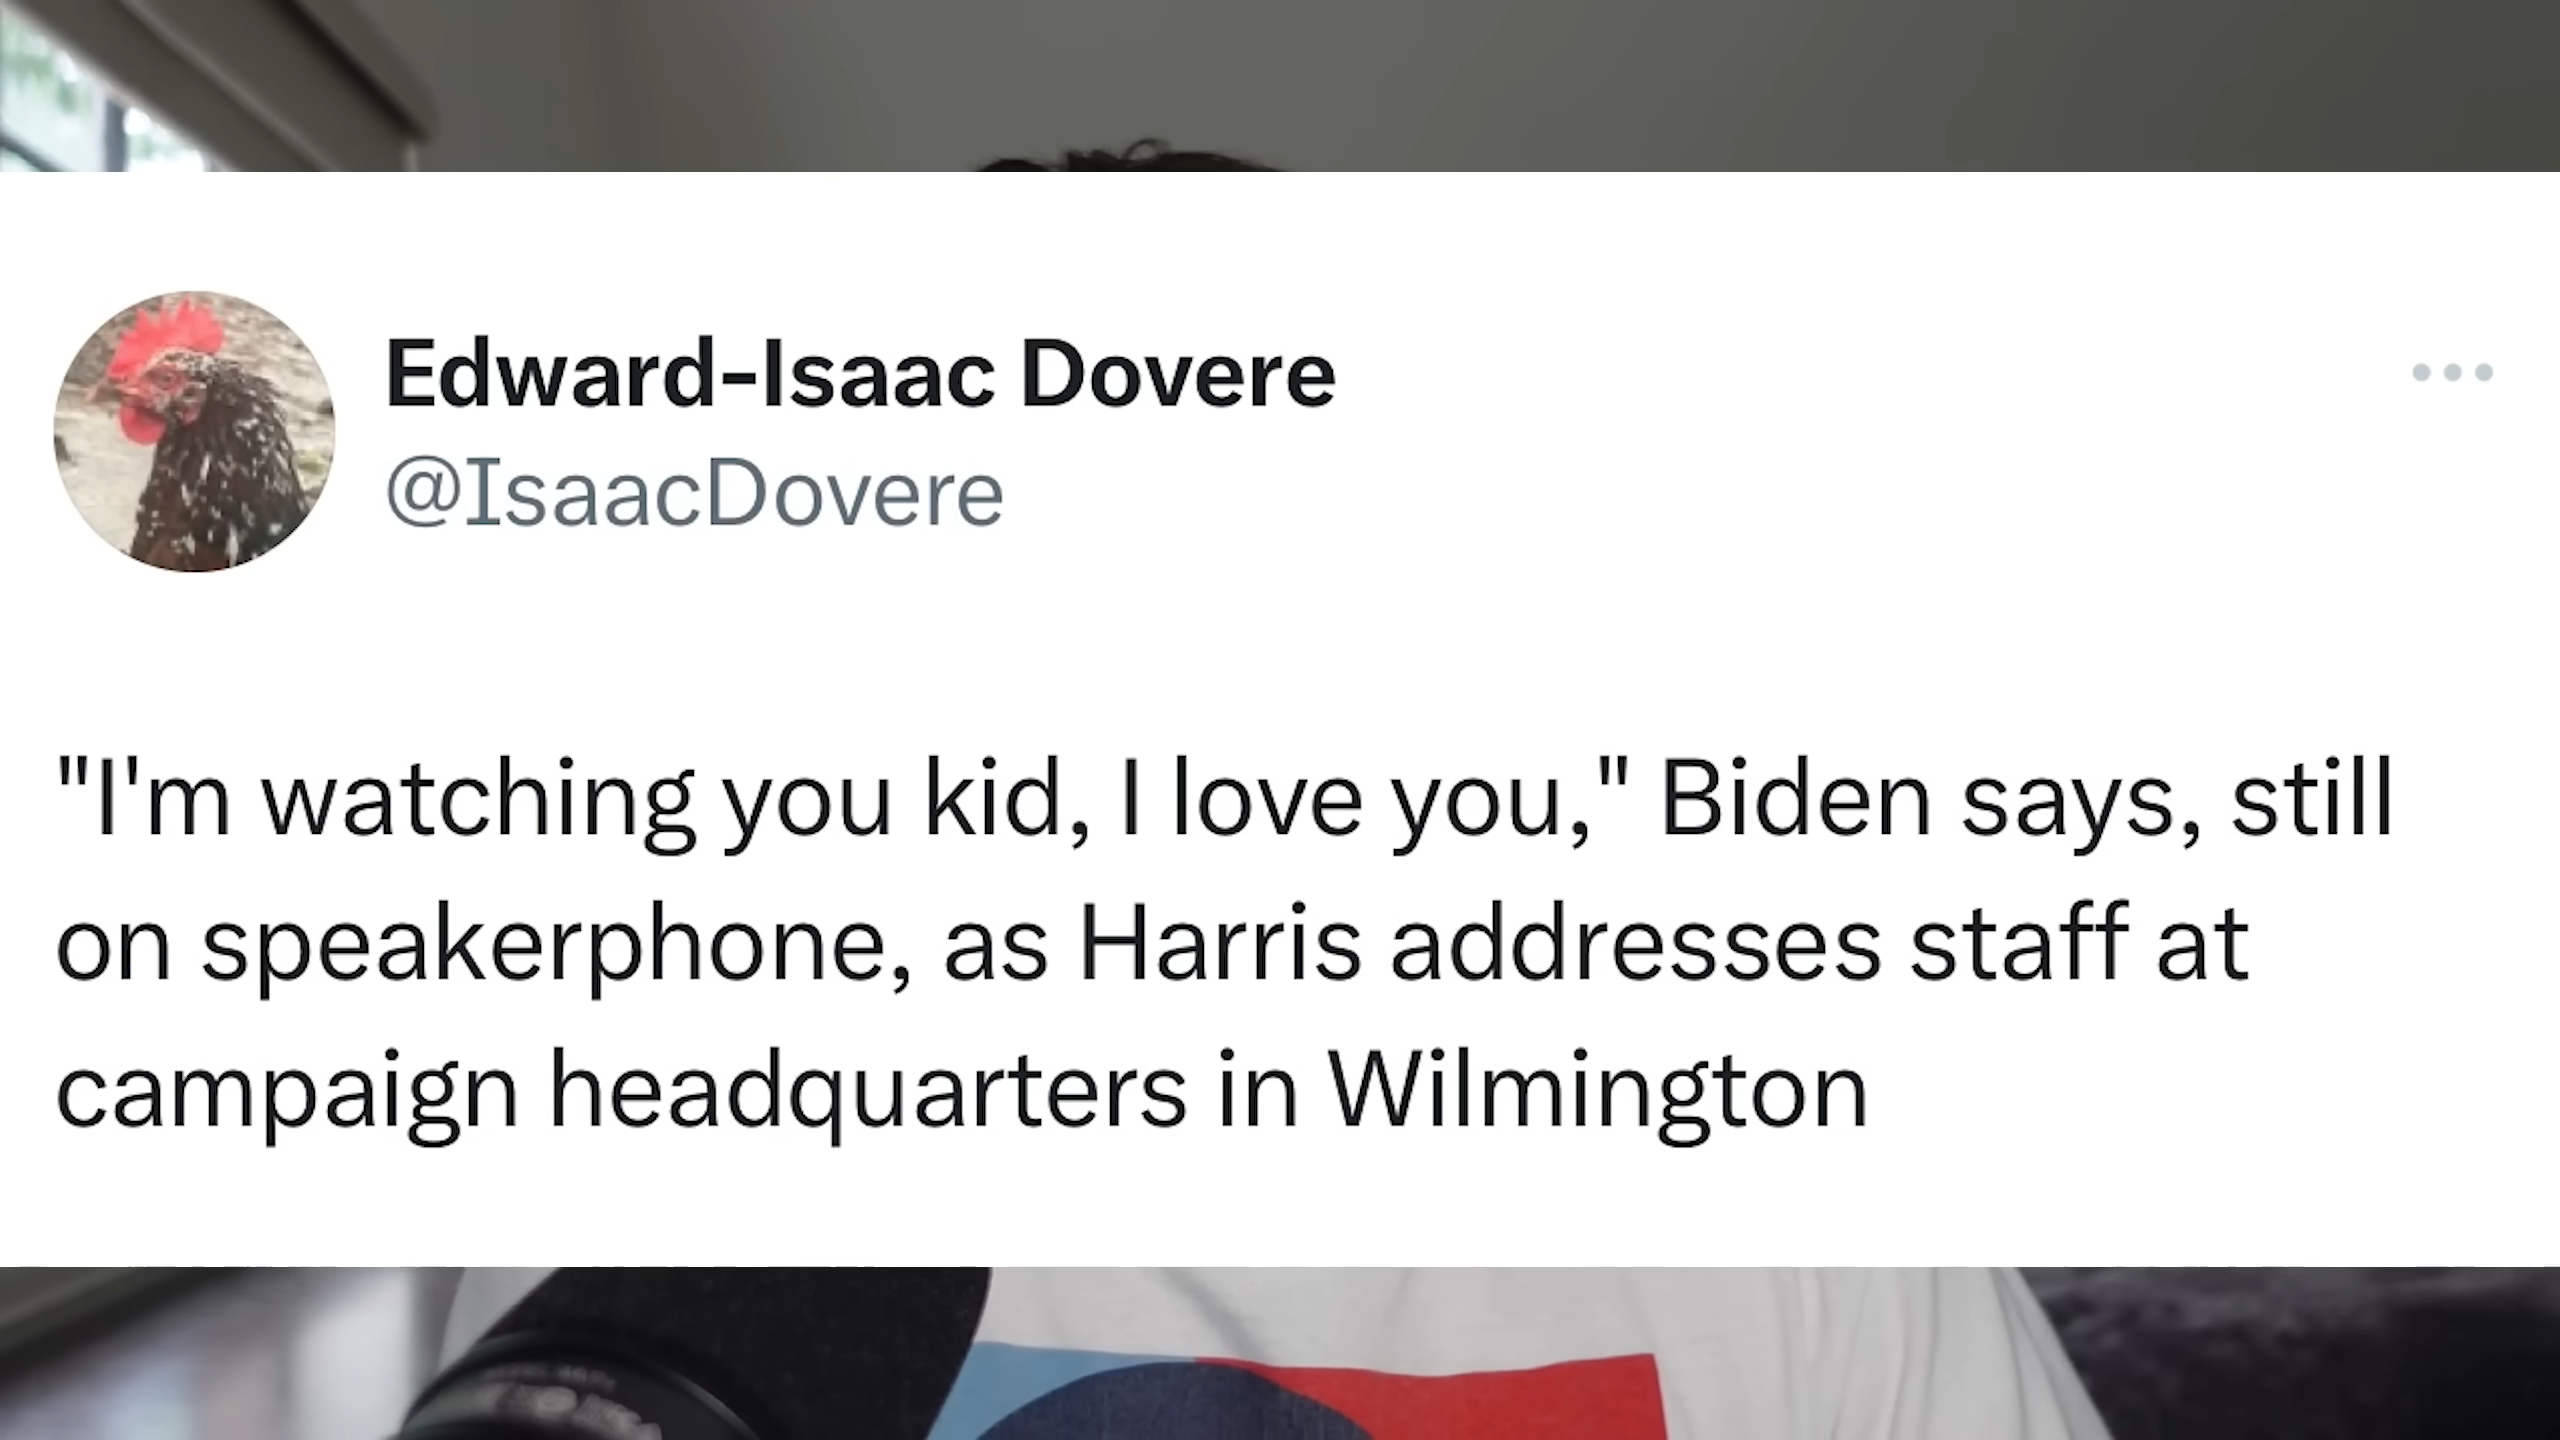 Edward-Isaac Dovere
@IsaacDovere
"I'm watching you kid, I love you," Biden says, still
on speakerphone, as Harris addresses staff at
campaign headquarters in Wilmington